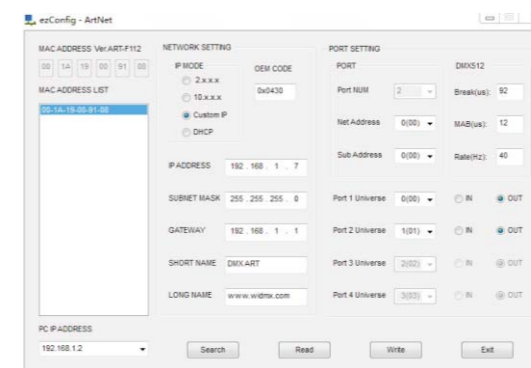 ezConfig - ArtNet
MAC ADDRESS Ver:ART-F112
00 1A 19 00 91 08
MAC ADDRESS LIST
00-1A-19-00-91-08
PC IP ADDRESS
192.168.1.2
NETWORK SETTING
IP MODE
2.x.x.x
10.x.x.x
Custom IP
DHCP
OEM CODE
0x0430
IP ADDRESS 192 . 168 . 1 . 7
SUBNET MASK 255 . 255 . 255 . 0
GATEWAY 192 . 168 . 1 . 1
SHORT NAME DMX.ART
LONG NAME www.widmx.com
PORT SETTING
PORT
Port NUM 2
Net Address 0(00)
Sub Address 0(00)
DMX512
Break(us): 92
MAB(us): 12
Rate(Hz): 40
Port 1 Universe 0(00) IN OUT
Port 2 Universe 1(01) IN OUT
Port 3 Universe 2(02) IN OUT
Port 4 Universe 3(03) IN OUT
Search Read Write Exit